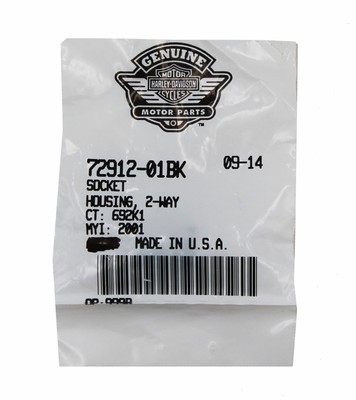 GENUINE
MOTOR
HARLEY-DAVIDSON
CYCLES
MOTOR PARTS
TM
72912-01BK 09-14
SOCKET
HOUSING, 2-WAY
CT: 692K1
MYI: 2001
MADE IN U.S.A.